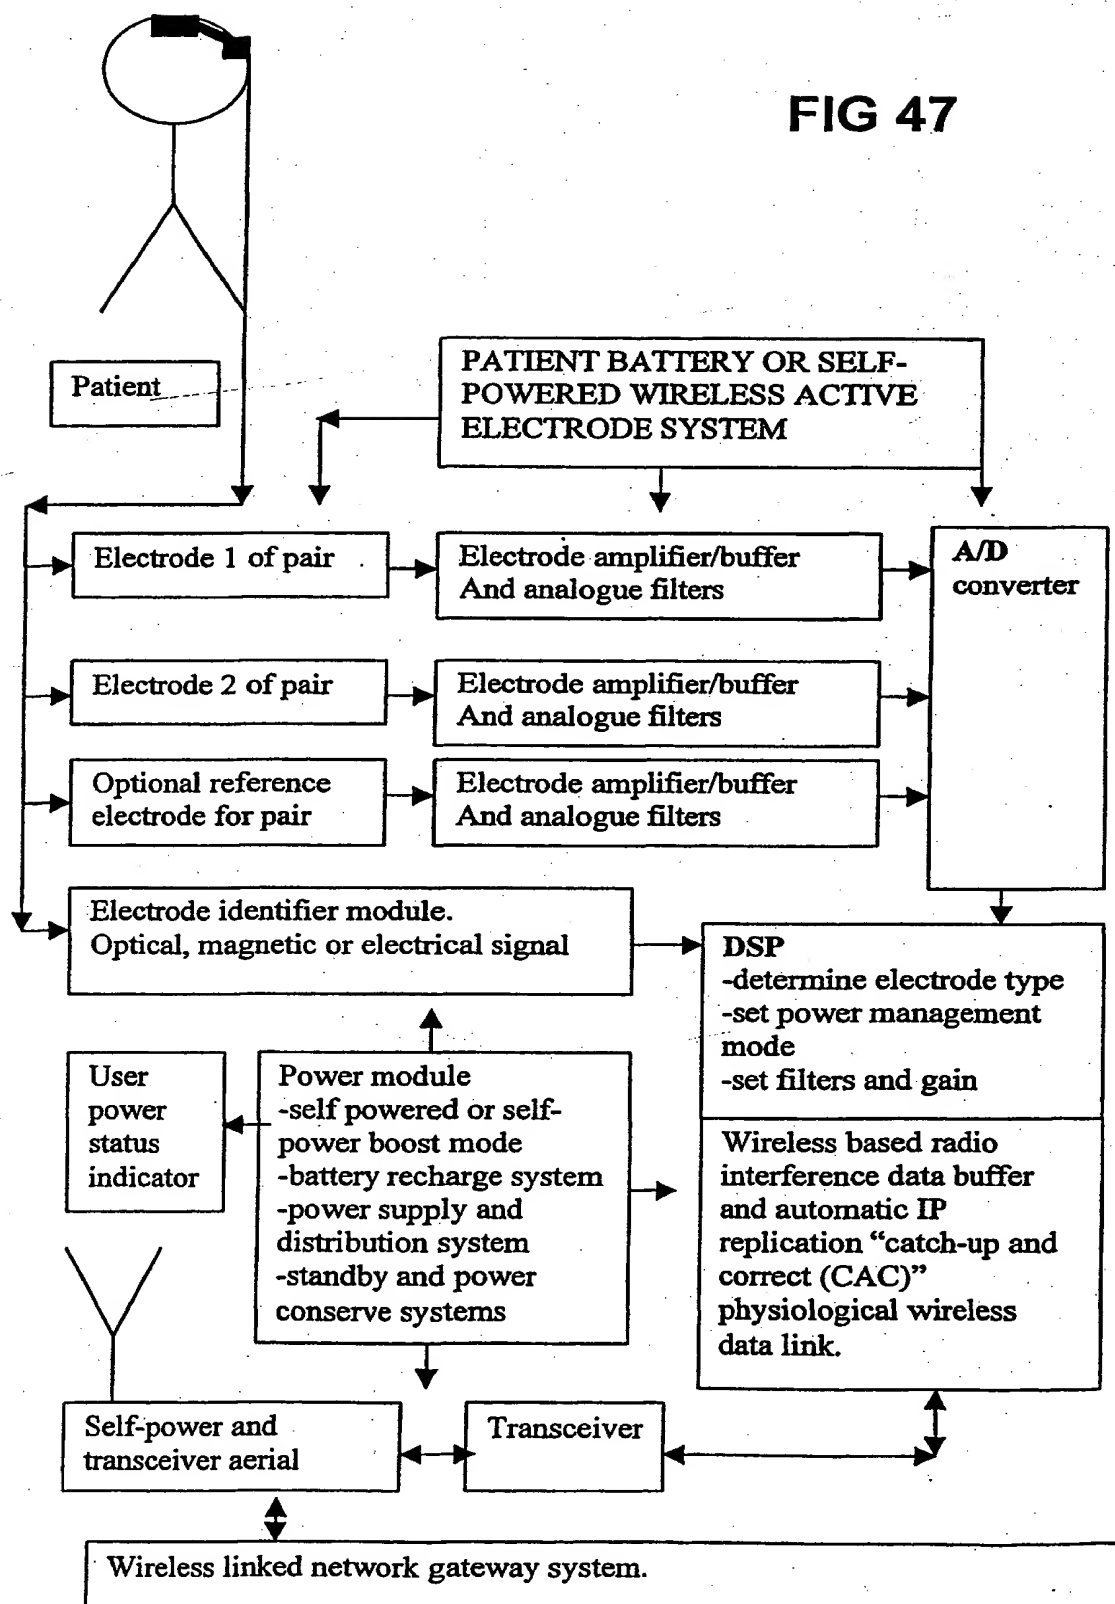 FIG 47
Patient
PATIENT BATTERY OR SELF-
POWERED WIRELESS ACTIVE
ELECTRODE SYSTEM
Electrode 1 of pair
Electrode amplifier/buffer
And analogue filters
A/D
converter
Electrode 2 of pair
Electrode amplifier/buffer
And analogue filters
Optional reference
electrode for pair
Electrode amplifier/buffer
And analogue filters
Electrode identifier module.
Optical, magnetic or electrical signal
DSP
-determine electrode type
-set power management
mode
-set filters and gain
User
power
status
indicator
Power module
-self powered or self-
power boost mode
-battery recharge system
-power supply and
distribution system
-standby and power
conserve systems
Wireless based radio
interference data buffer
and automatic IP
replication “catch-up and
correct (CAC)”
physiological wireless
data link.
Self-power and
transceiver aerial
Transceiver
Wireless linked network gateway system.